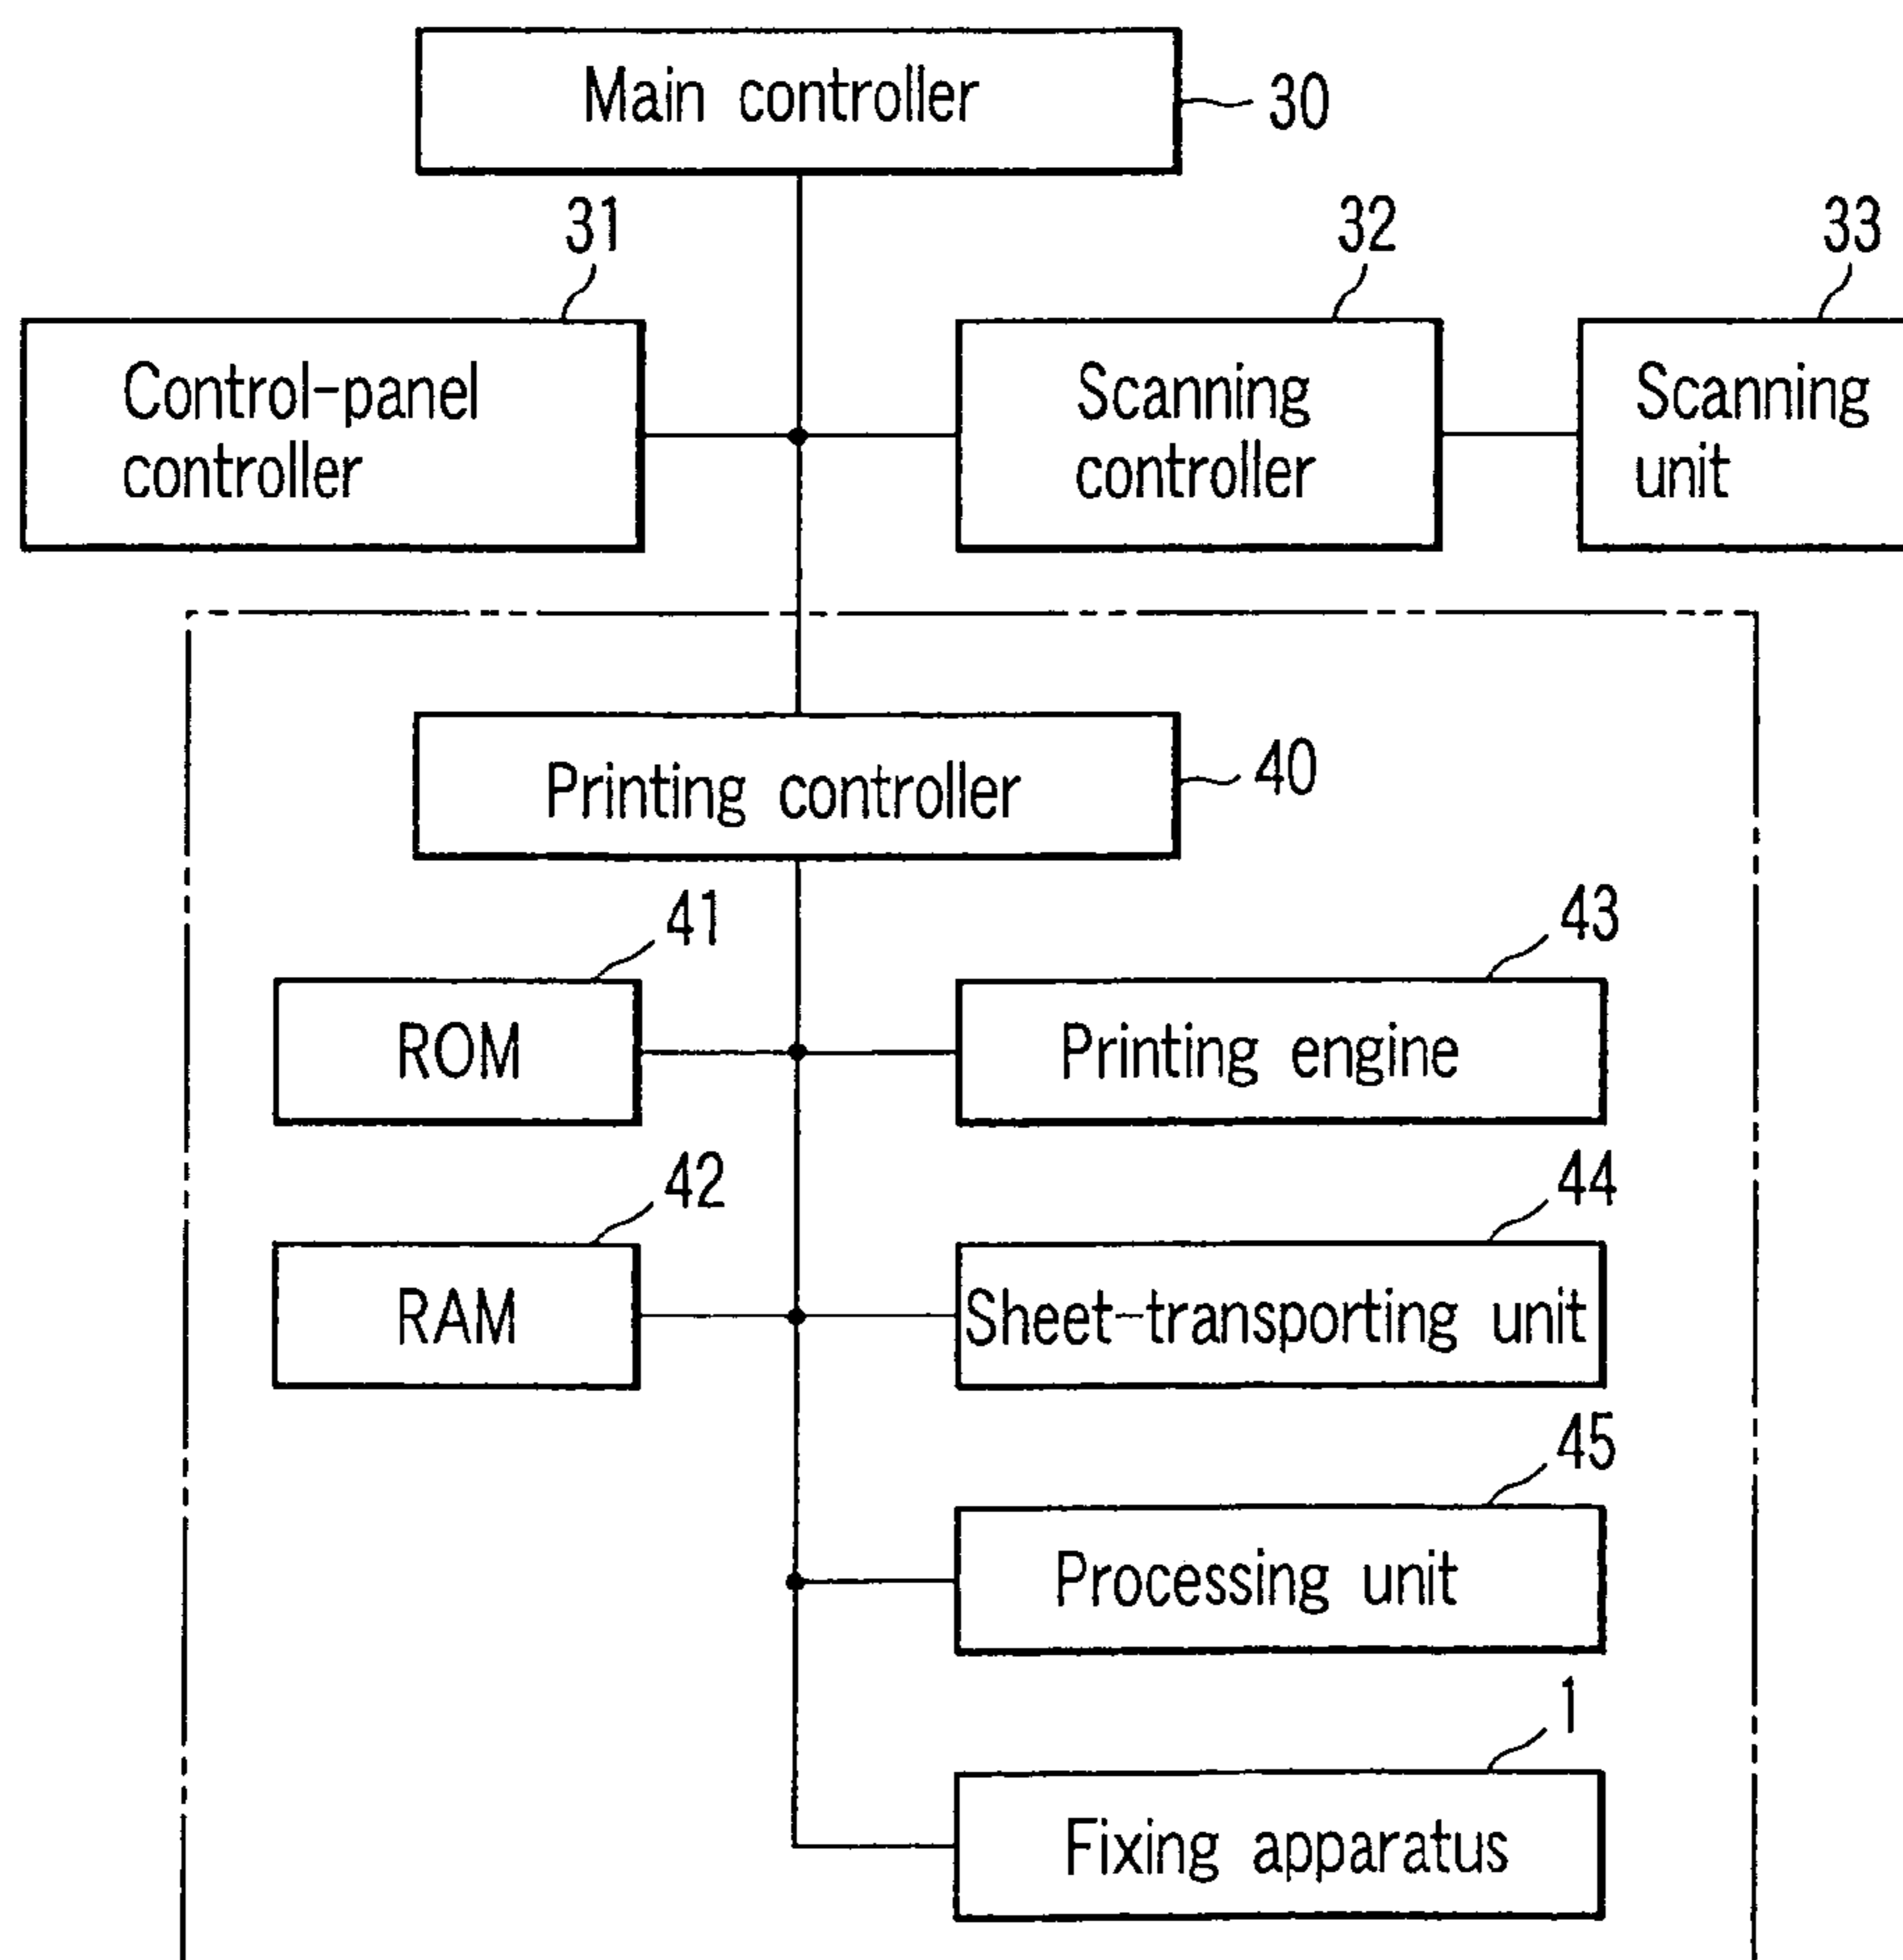 Main controller
30
31
32
33
Control-panel
controller
Scanning
controller
Scanning
unit
Printing controller
40
41
43
ROM
Printing engine
42
44
RAM
Sheet-transporting unit
45
Processing unit
1
Fixing apparatus